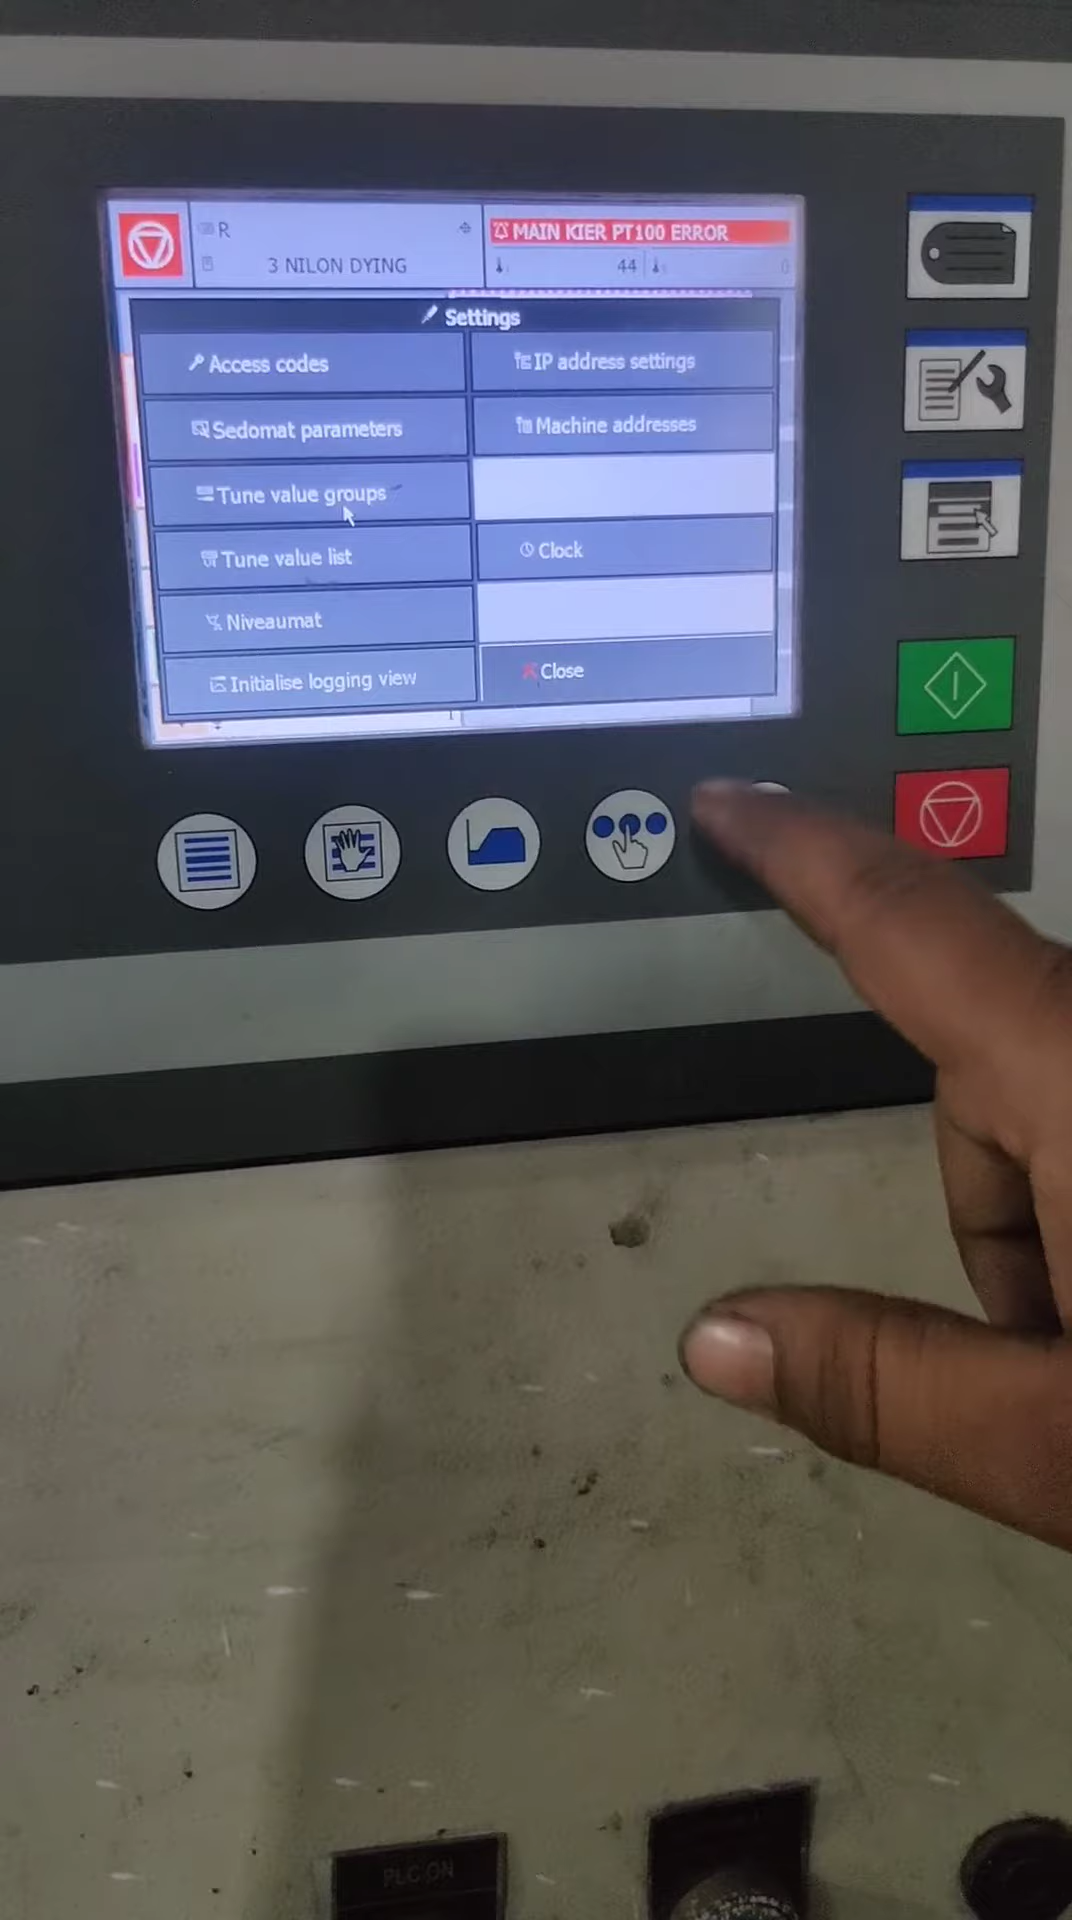 R
MAIN KIER PT100 ERROR
3 NILON DYING
44
0
Settings
Access codes
IP address settings
Sedomat parameters
Machine addresses
Tune value groups
Tune value list
Clock
Niveaumat
Initialise logging view
Close
PLC ON